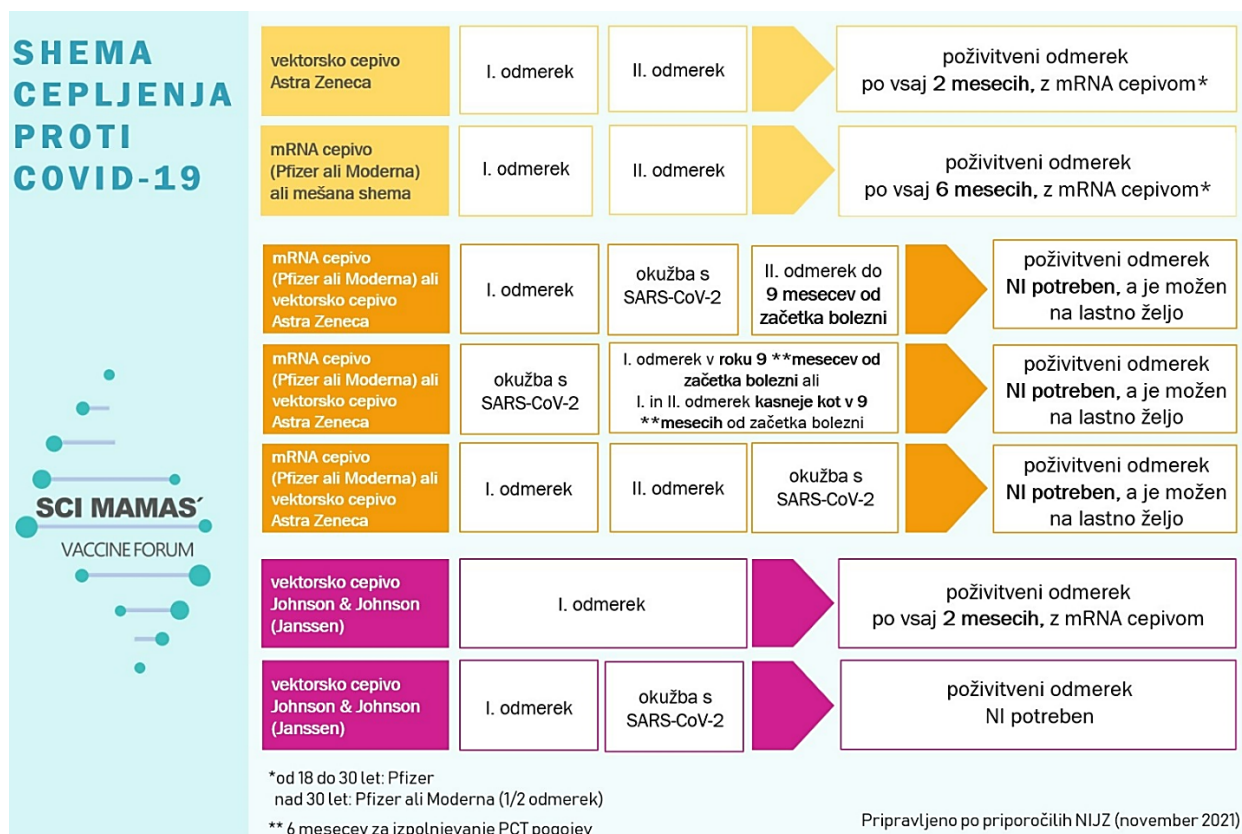 SHEMA
CEPLJENJA
PROTI
COVID-19
SCI MAMAS´
VACCINE FORUM
vektorsko cepivo
Astra Zeneca
I. odmerek
II. odmerek
poživitveni odmerek
po vsaj 2 mesecih, z mRNA cepivom*
mRNA cepivo
(Pfizer ali Moderna)
ali mešana shema
I. odmerek
II. odmerek
poživitveni odmerek
po vsaj 6 mesecih, z mRNA cepivom*
mRNA cepivo
(Pfizer ali Moderna) ali
vektorsko cepivo
Astra Zeneca
I. odmerek
okužba s
SARS-CoV-2
II. odmerek do
9 mesecev od
začetka bolezni
poživitveni odmerek
NI potreben, a je možen
na lastno željo
mRNA cepivo
(Pfizer ali Moderna) ali
vektorsko cepivo
Astra Zeneca
okužba s
SARS-CoV-2
I. odmerek v roku 9 **mesecev od
začetka bolezni ali
I. in II. odmerek kasneje kot v 9
**mesecih od začetka bolezni
poživitveni odmerek
NI potreben, a je možen
na lastno željo
mRNA cepivo
(Pfizer ali Moderna) ali
vektorsko cepivo
Astra Zeneca
I. odmerek
II. odmerek
okužba s
SARS-CoV-2
poživitveni odmerek
NI potreben, a je možen
na lastno željo
vektorsko cepivo
Johnson & Johnson
(Janssen)
I. odmerek
poživitveni odmerek
po vsaj 2 mesecih, z mRNA cepivom
vektorsko cepivo
Johnson & Johnson
(Janssen)
I. odmerek
okužba s
SARS-CoV-2
poživitveni odmerek
NI potreben
*od 18 do 30 let: Pfizer
nad 30 let: Pfizer ali Moderna (1/2 odmerek)
** 6 mesecev za izpolnjevanje PCT pogojev
Pripravljeno po priporočilih NIJZ (november 2021)